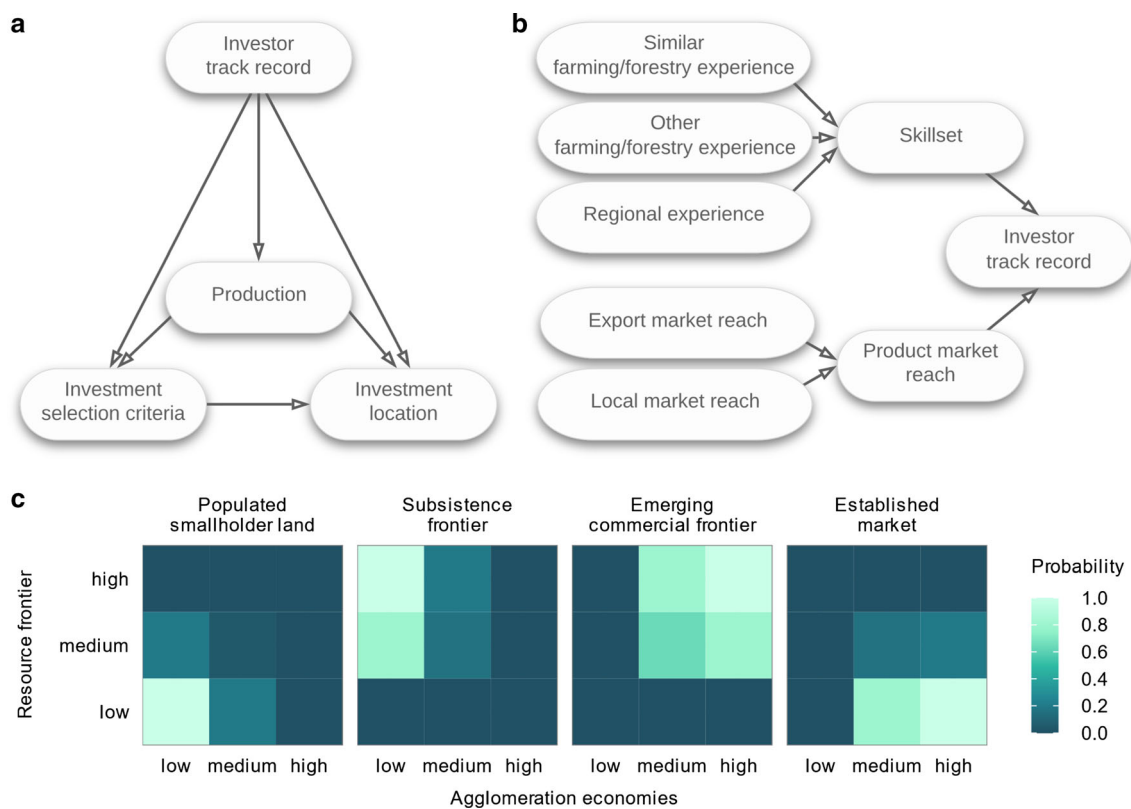 a
Investor
track record
Production
Investment
selection criteria
Investment
location
b
Similar
farming/forestry experience
Other
farming/forestry experience
Regional experience
Export market reach
Local market reach
Skillset
Product market
reach
Investor
track record
c
Populated
smallholder land
Subsistence
frontier
Emerging
commercial frontier
Established
market
Resource frontier
high
medium
low
low medium high
low medium high
low medium high
low medium high
Agglomeration economies
Probability
1.0
0.8
0.6
0.4
0.2
0.0